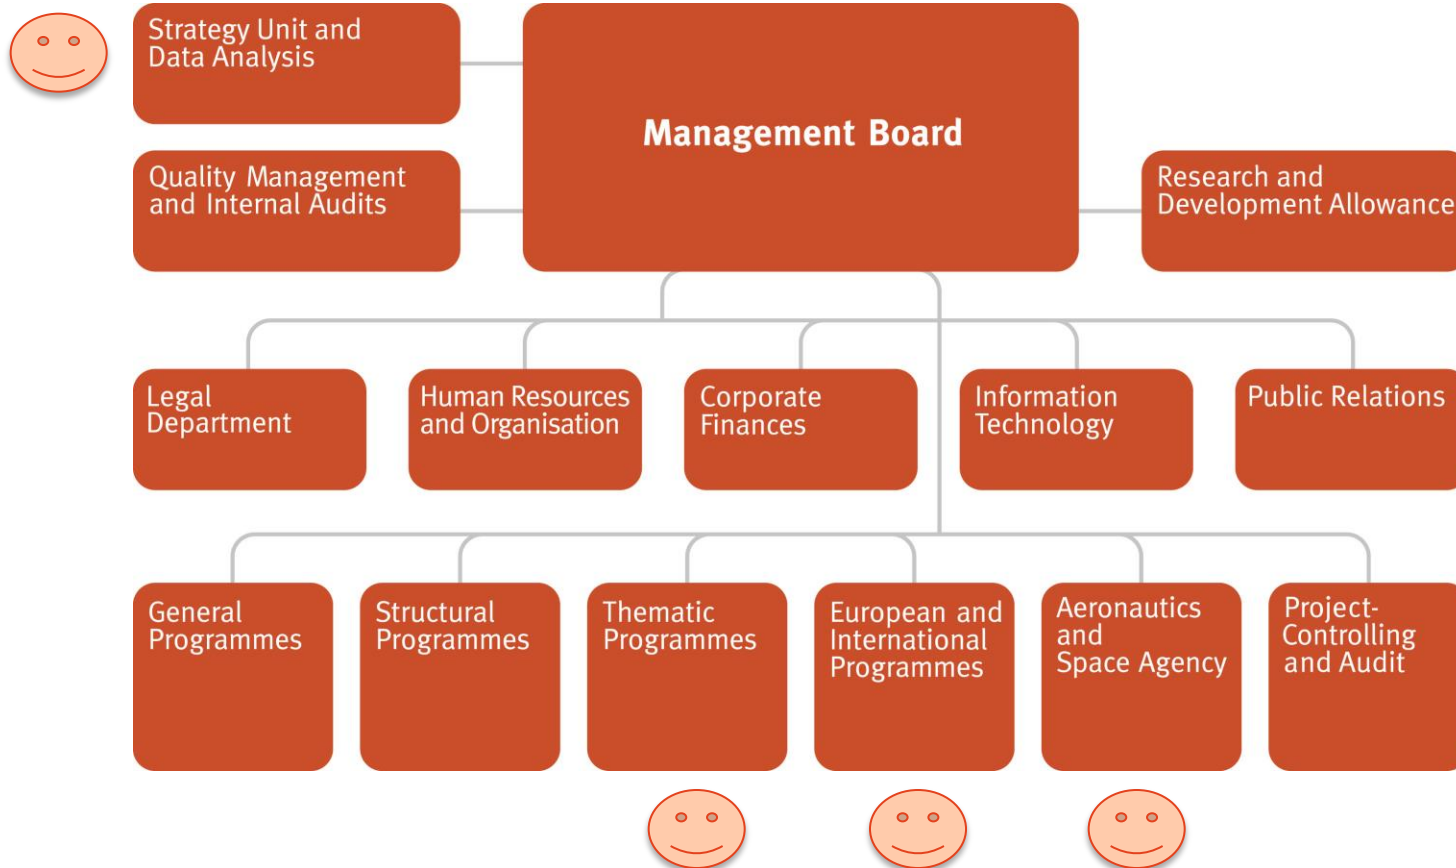 Strategy Unit and
Data Analysis
Management Board
Quality Management
and Internal Audits
Research and
Development Allowance
Legal
Department
Human Resources
and Organisation
Corporate
Finances
Information
Technology
Public Relations
General
Programmes
Structural
Programmes
Thematic
Programmes
European and
International
Programmes
Aeronautics
and
Space Agency
Project-
Controlling
and Audit